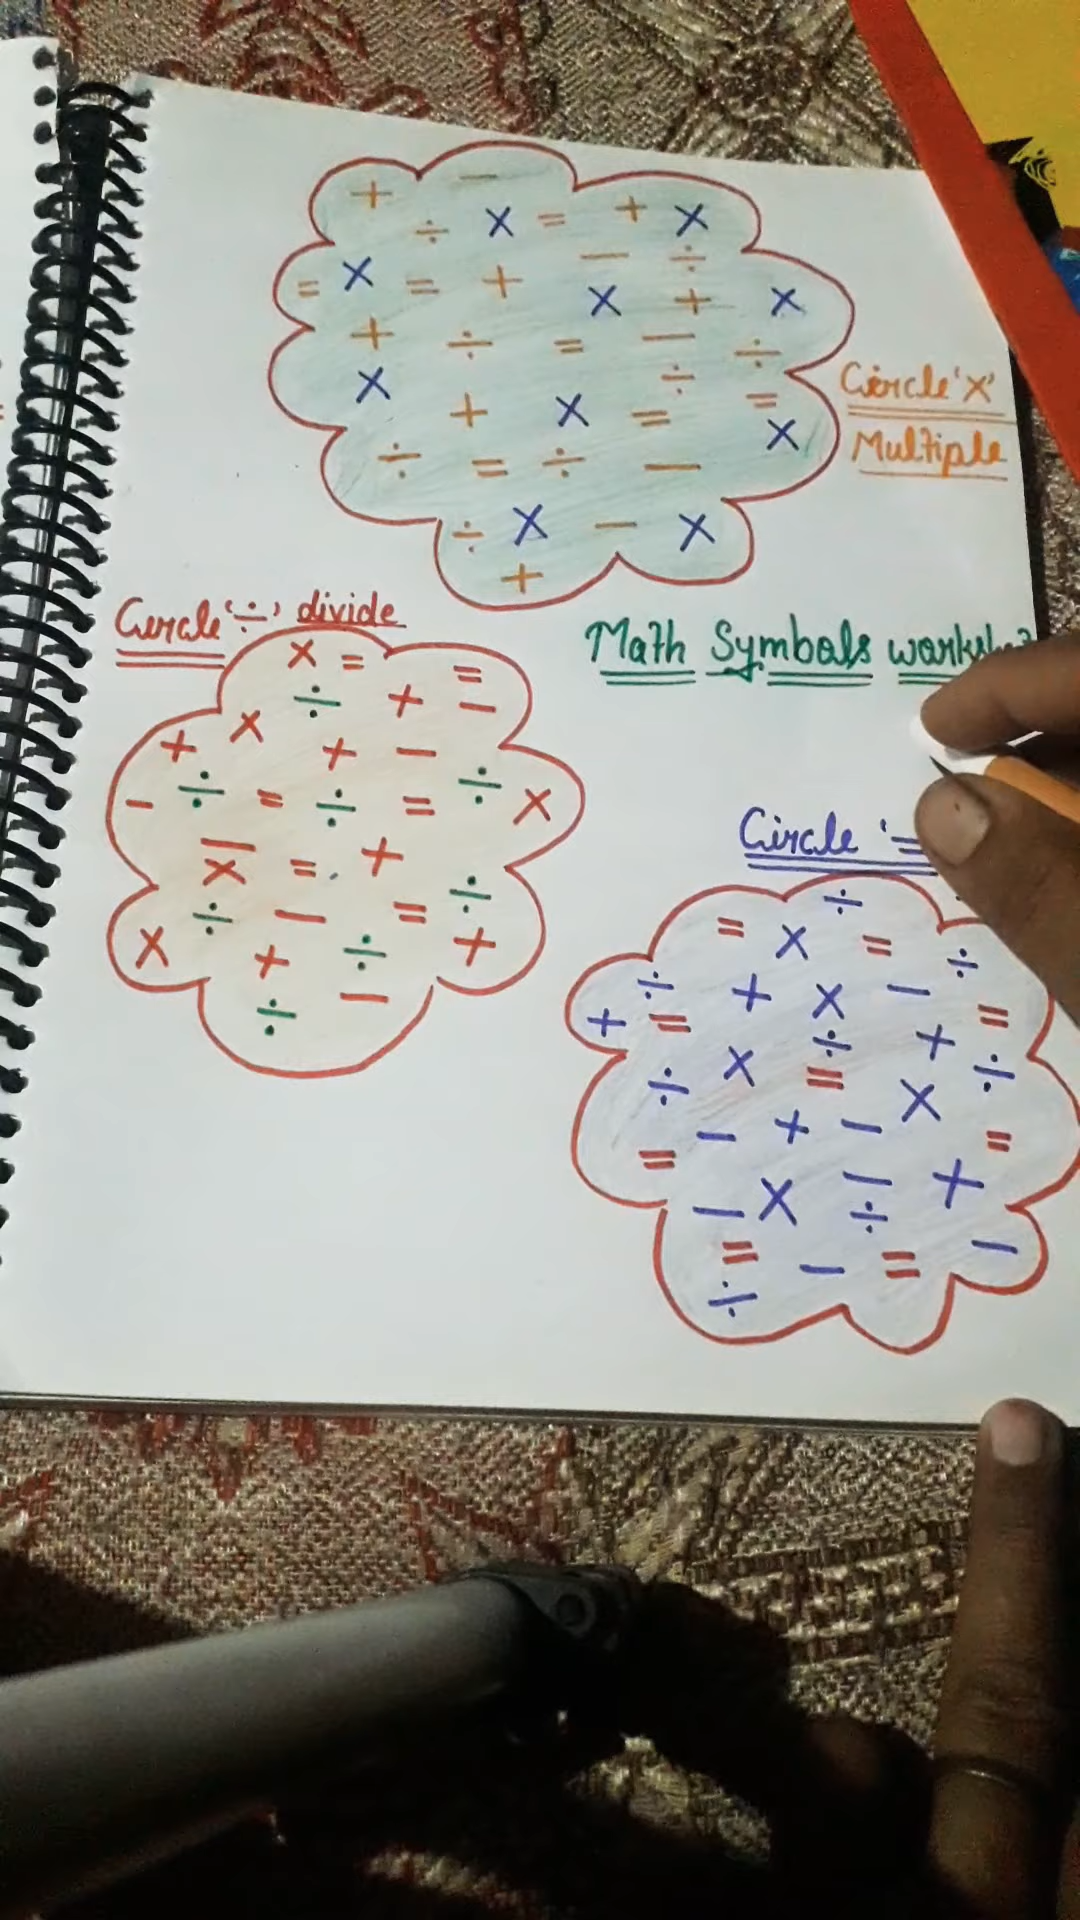 + − ÷ × = + ×
= × = + − ÷
× + ×
+ ÷ = − ÷
× + × = ÷ =
×
÷ = ÷ −
÷ × − ×
+
Circle 'x'
Multiple
Circle '÷' divide
× = =
÷ + −
+ × + −
− ÷ = ÷ = ÷ ×
−
× = +
÷ − = ÷
× + ÷ +
÷ −
Math Symbols
Circle '=
÷
= × = ÷
÷ + × −
+ = ÷ + =
÷ × = × ÷
− + − =
= − × − +
÷
= − = −
÷